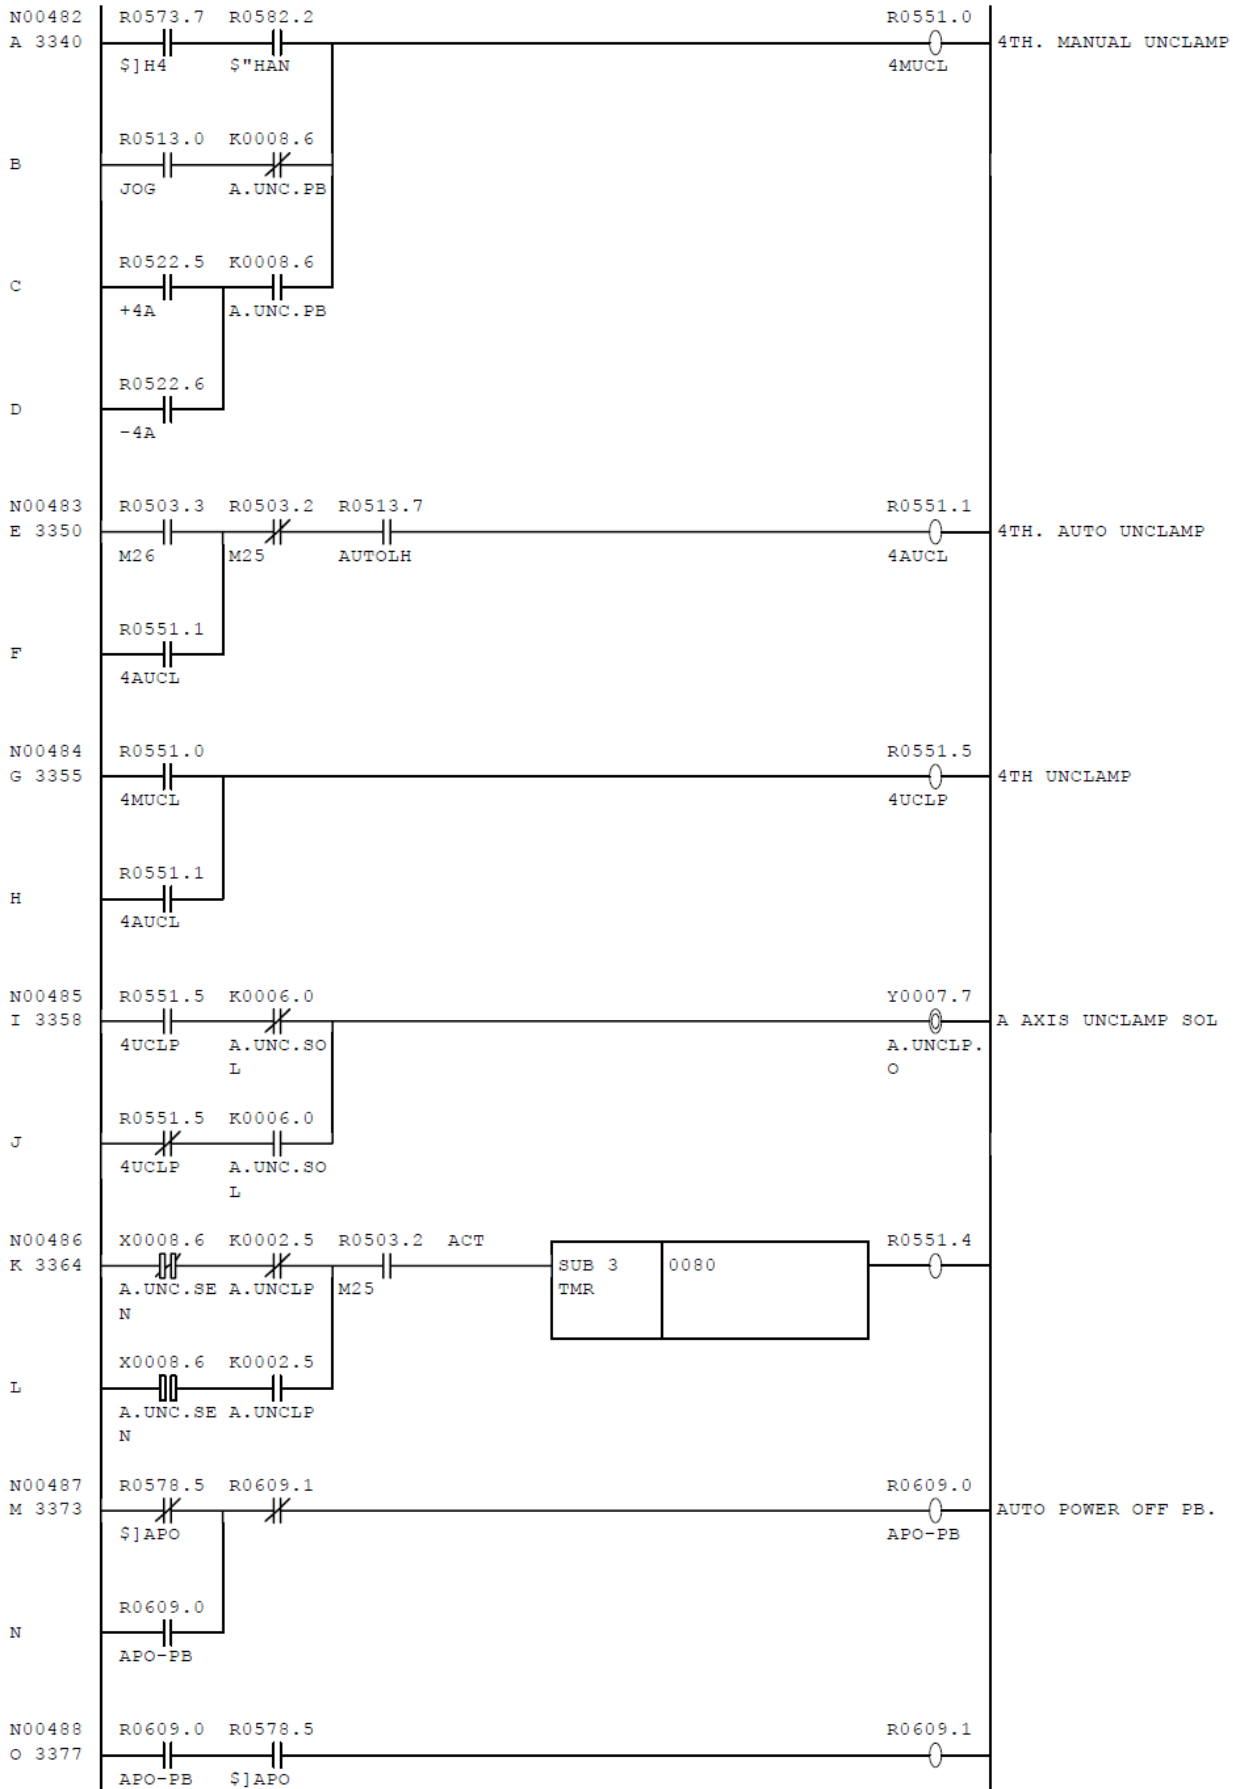 N00482 R0573.7 R0582.2 R0551.0
A 3340 4TH. MANUAL UNCLAMP
$]H4 $"HAN 4MUCL
R0513.0 K0008.6
B
JOG A.UNC.PB
R0522.5 K0008.6
C
+4A A.UNC.PB
R0522.6
D
-4A
N00483 R0503.3 R0503.2 R0513.7 R0551.1
E 3350 4TH. AUTO UNCLAMP
M26 M25 AUTOLH 4AUCL
R0551.1
F
4AUCL
N00484 R0551.0 R0551.5
G 3355 4TH UNCLAMP
4MUCL 4UCLP
R0551.1
H
4AUCL
N00485 R0551.5 K0006.0 Y0007.7
I 3358 A AXIS UNCLAMP SOL
4UCLP A.UNC.SO A.UNCLP.
L O
R0551.5 K0006.0
J
4UCLP A.UNC.SO
L
N00486 X0008.6 K0002.5 R0503.2 ACT R0551.4
K 3364 SUB 3 0080
A.UNC.SE A.UNCLP M25 TMR
N
X0008.6 K0002.5
L
A.UNC.SE A.UNCLP
N
N00487 R0578.5 R0609.1 R0609.0
M 3373 AUTO POWER OFF PB.
$]APO APO-PB
R0609.0
N
APO-PB
N00488 R0609.0 R0578.5 R0609.1
O 3377
APO-PB $]APO